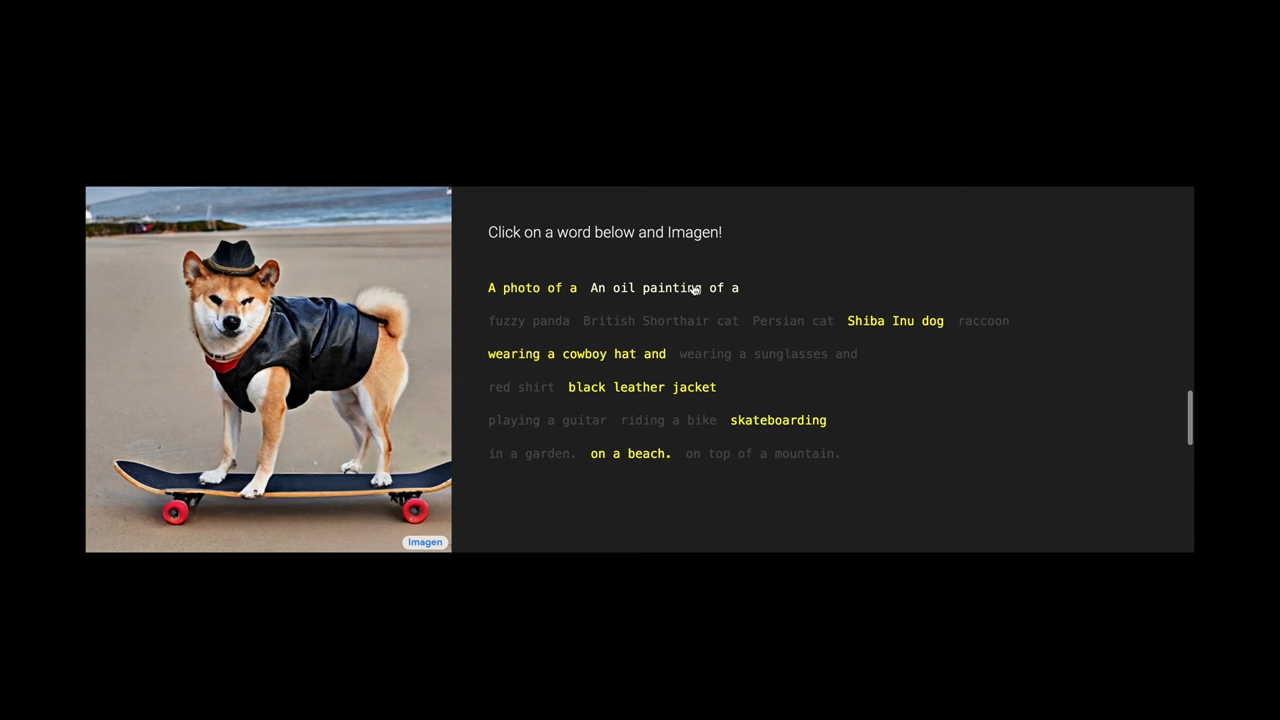 Click on a word below and Imagen!
A photo of a An oil painting of a
fuzzy panda British Shorthair cat Persian cat Shiba Inu dog raccoon
wearing a cowboy hat and wearing a sunglasses and
red shirt black leather jacket
playing a guitar riding a bike skateboarding
in a garden. on a beach. on top of a mountain.
Imagen